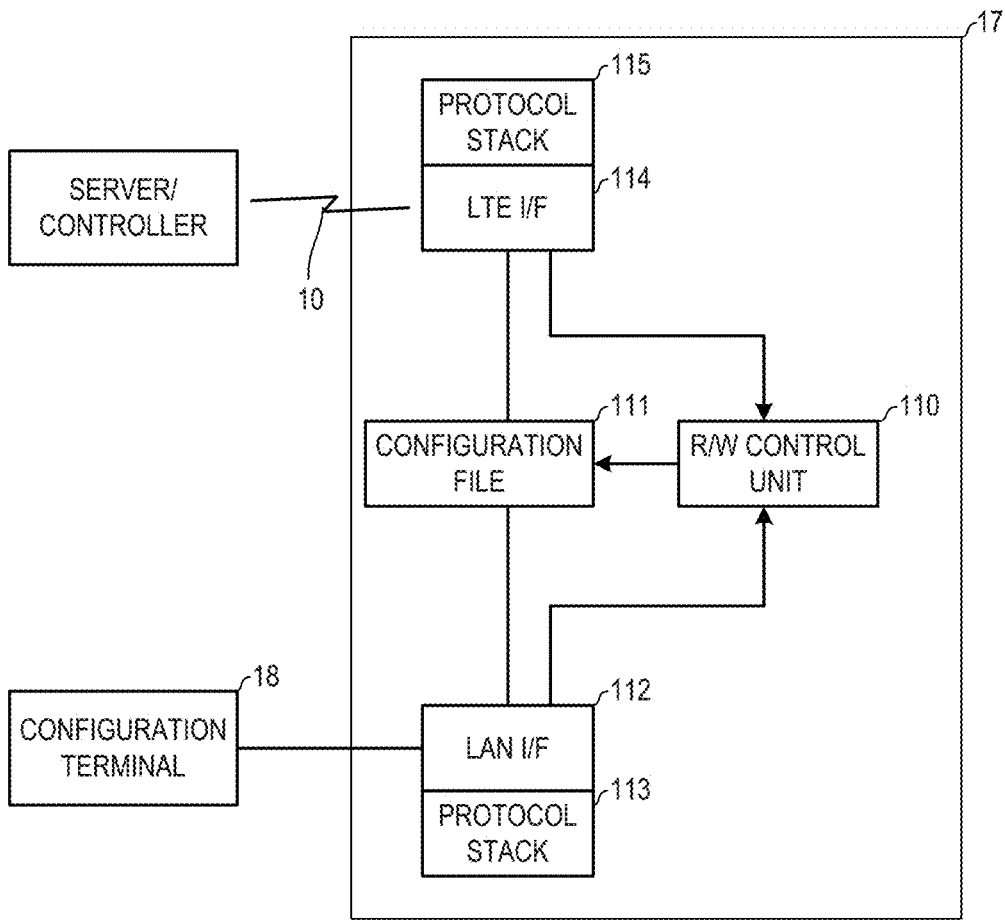 17
115
PROTOCOL
STACK
114
LTE I/F
SERVER/
CONTROLLER
10
111
CONFIGURATION
FILE
110
R/W CONTROL
UNIT
18
CONFIGURATION
TERMINAL
112
LAN I/F
113
PROTOCOL
STACK